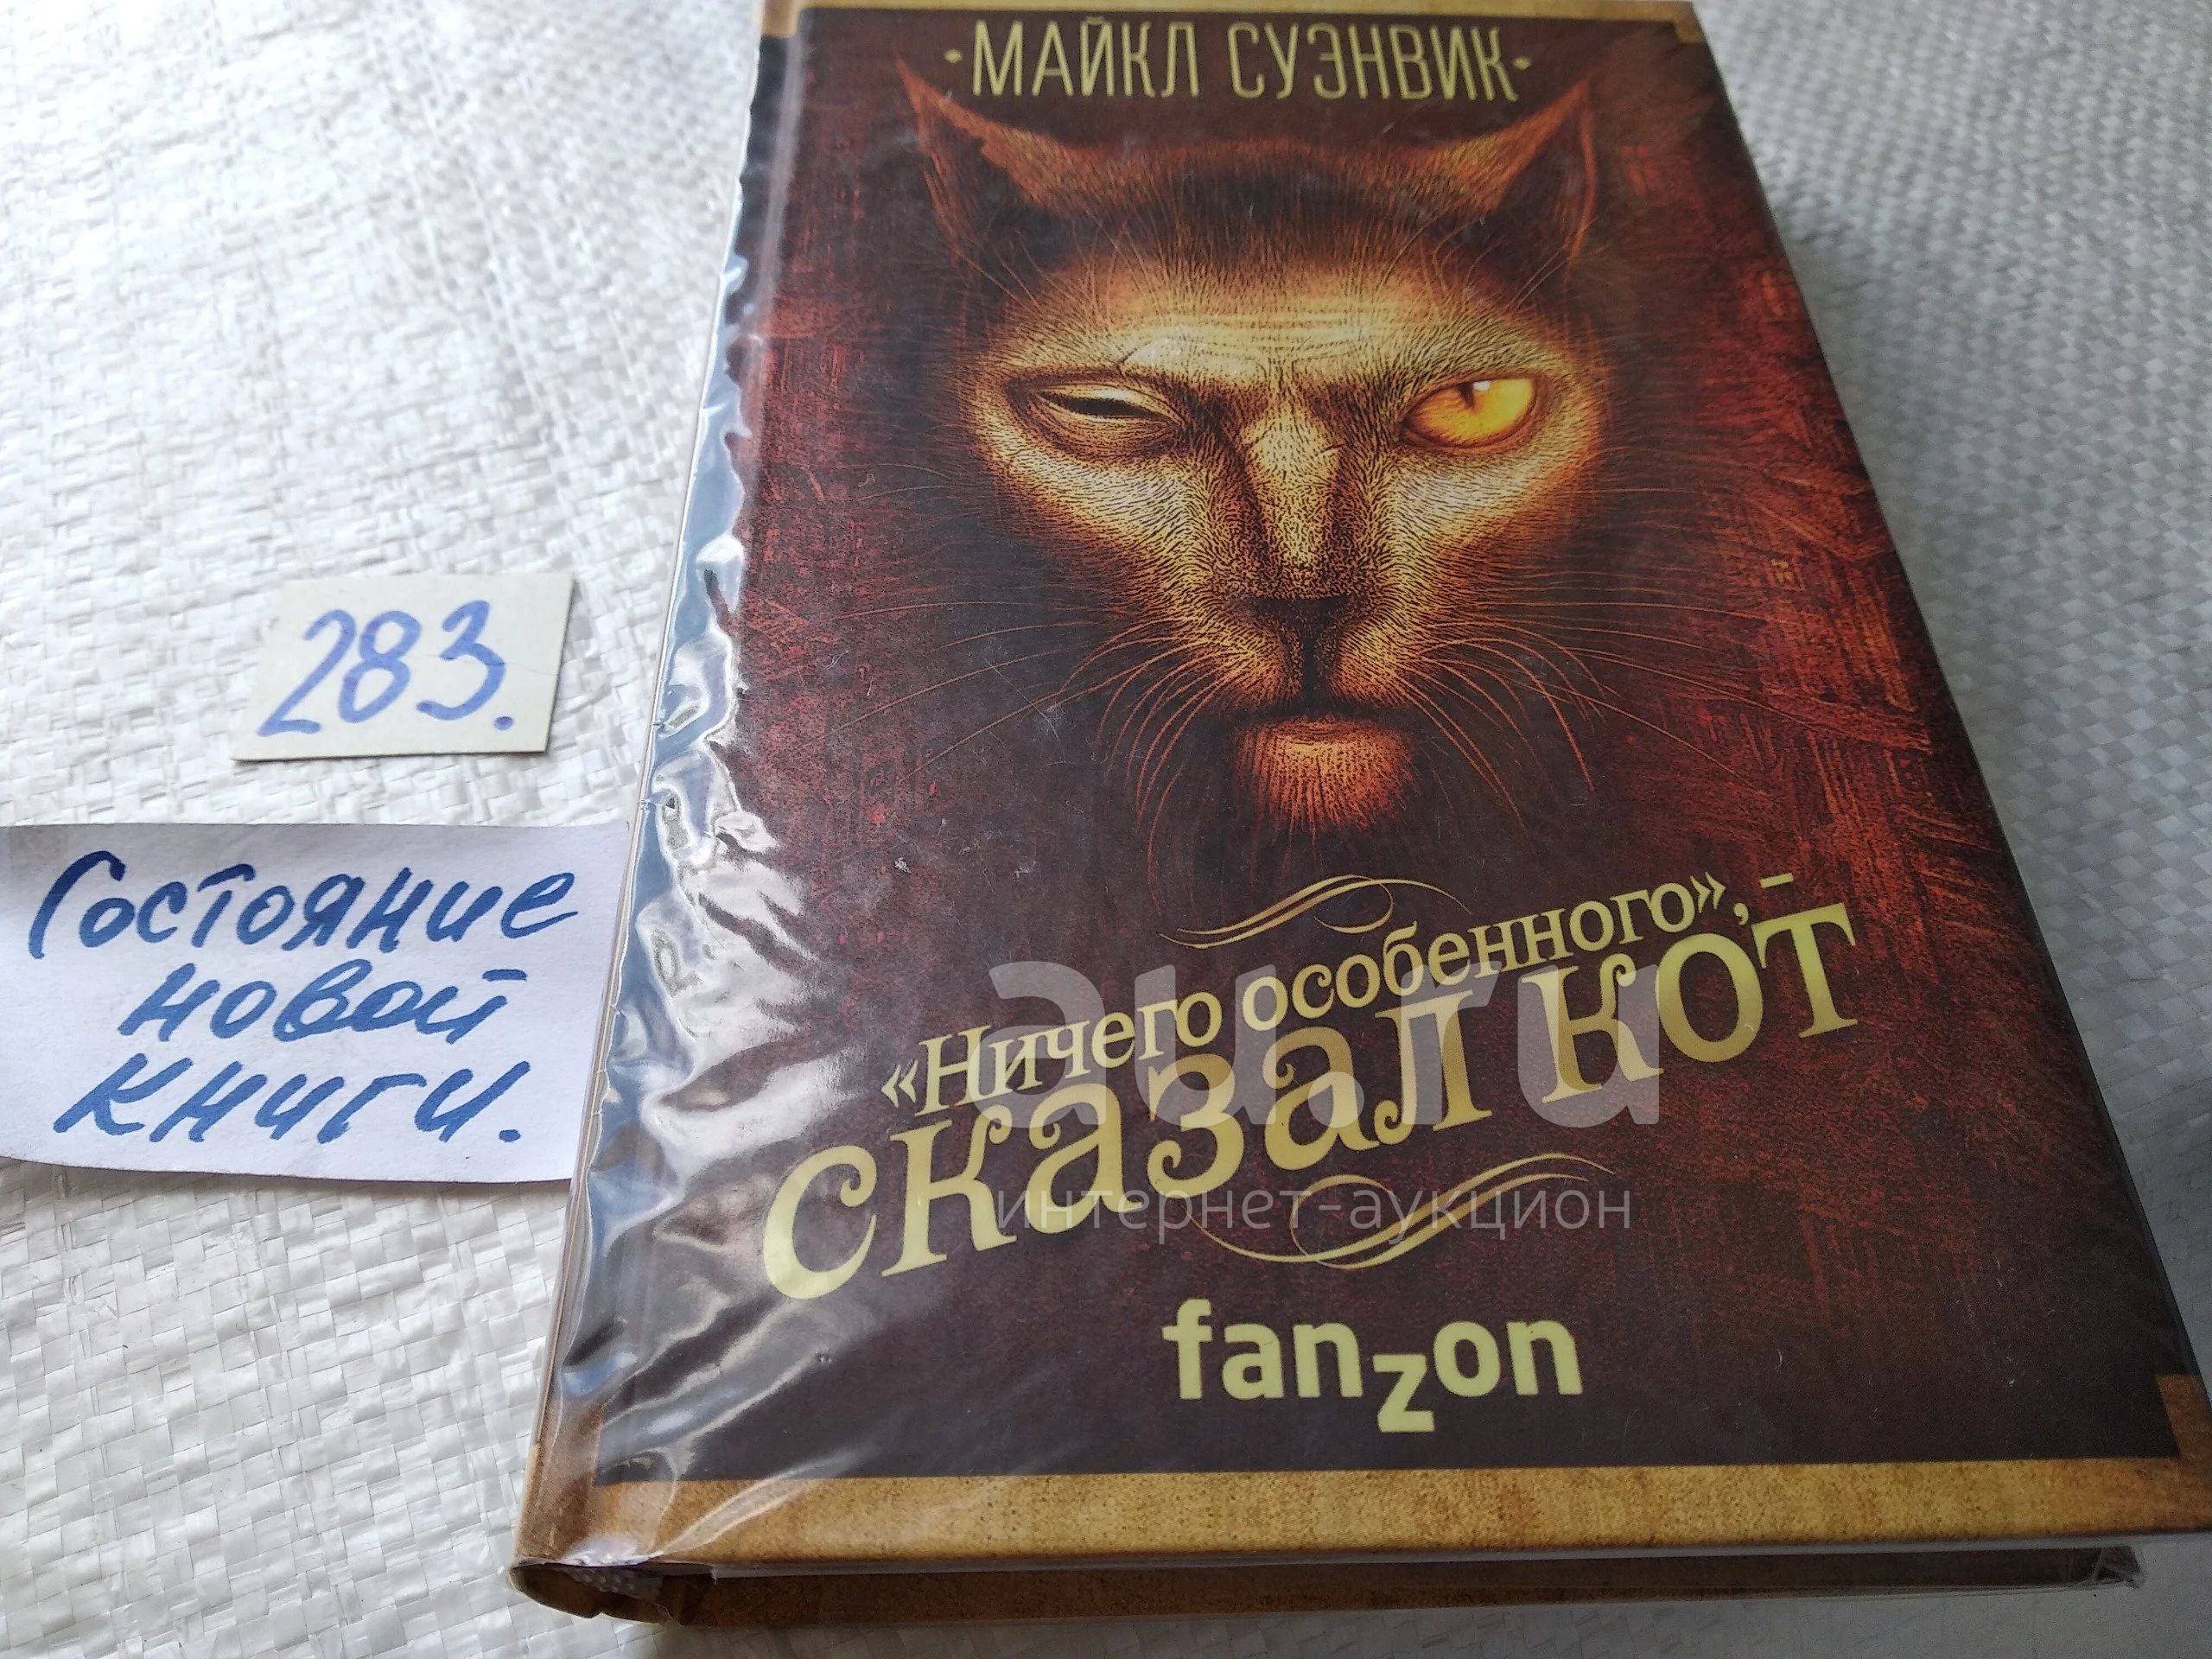 ·МАЙКЛ СУЭНВИК·
283.
Состояние
новой
книги.
«Ничего особенного», –
сказал кот
au.ru
интернет-аукцион
fanzon